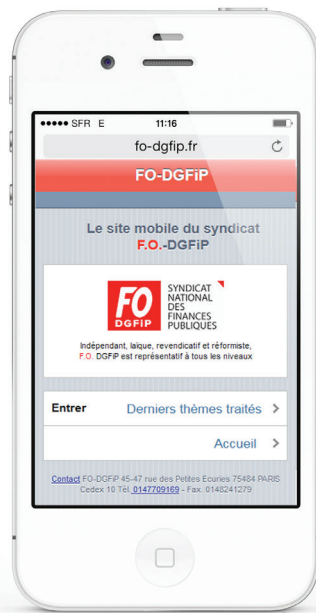 SFR E 11:16
fo-dgfip.fr
FO-DGFiP
Le site mobile du syndicat
F.O.-DGFiP
FO
DGFIP
SYNDICAT
NATIONAL
DES
FINANCES
PUBLIQUES
Indépendant, laïque, revendicatif et réformiste,
F.O. DGFiP est représentatif à tous les niveaux
Entrer Derniers thèmes traités >
Accueil >
Contact FO-DGFiP 45-47 rue des Petites Ecuries 75484 PARIS
Cedex 10 Tél. 0147709169 - Fax. 0148241279